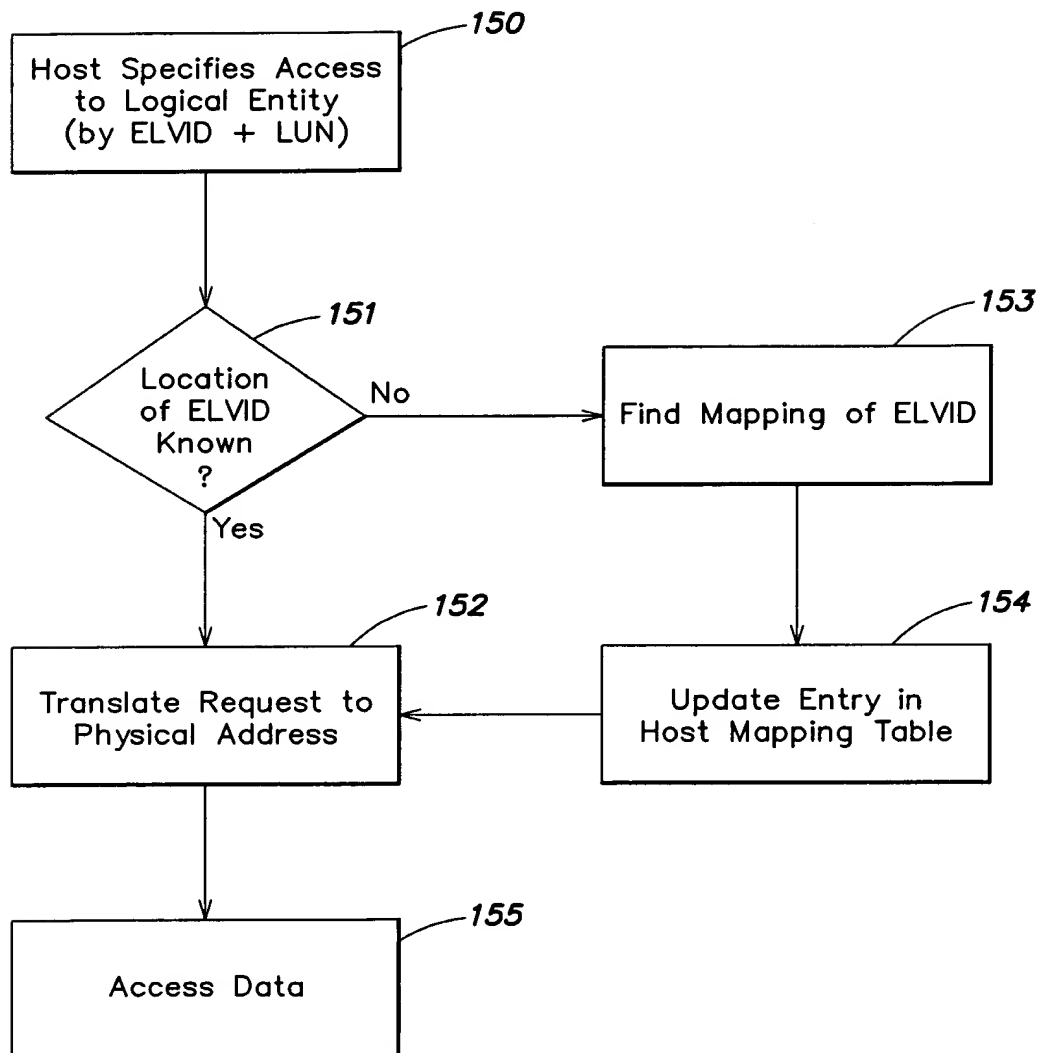 150
Host Specifies Access
to Logical Entity
(by ELVID + LUN)
151
Location
of ELVID
Known
?
No
Yes
153
Find Mapping of ELVID
152
Translate Request to
Physical Address
154
Update Entry in
Host Mapping Table
155
Access Data